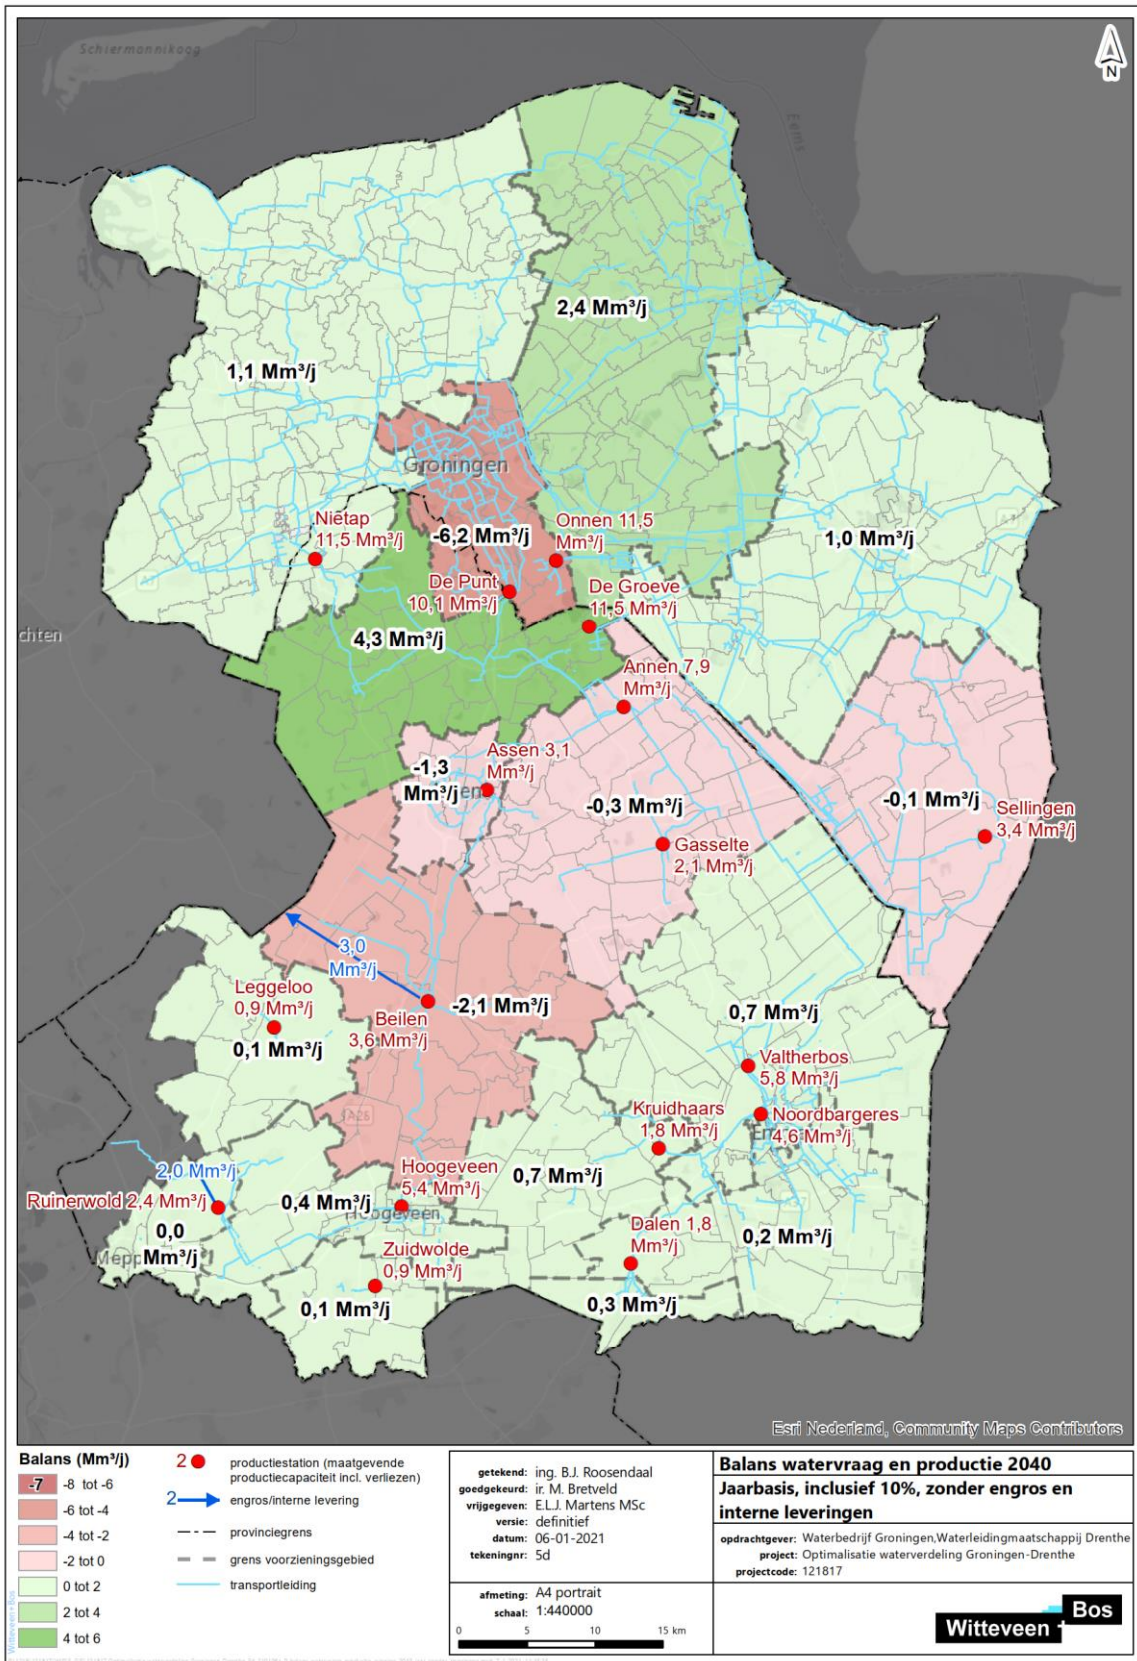 Schiermonnikoog
N
Eems
2,4 Mm³/j
1,1 Mm³/j
Groningen
Nietap
11,5 Mm³/j
-6,2 Mm³/j
Onnen 11,5
Mm³/j
1,0 Mm³/j
De Punt
10,1 Mm³/j
De Groeve
11,5 Mm³/j
chten
4,3 Mm³/j
Annen 7,9
Mm³/j
Assen 3,1
Mm³/j
-1,3
Mm³/j
en
-0,3 Mm³/j
-0,1 Mm³/j
Sellingen
3,4 Mm³/j
Gasselte
2,1 Mm³/j
3,0
Mm³/j
Leggeloo
0,9 Mm³/j
0,1 Mm³/j
Beilen
3,6 Mm³/j
-2,1 Mm³/j
0,7 Mm³/j
Valtherbos
5,8 Mm³/j
A28
Kruidhaars
1,8 Mm³/j
Noordbargeres
4,6 Mm³/j
Em
2,0 Mm³/j
Ruinerwold 2,4 Mm³/j
Hoogeveen
5,4 Mm³/j
0,7 Mm³/j
0,4 Mm³/j
Hoogeveen
A37
0,0
Mm³/j
Mepp
Zuidwolde
0,9 Mm³/j
Dalen 1,8
Mm³/j
0,2 Mm³/j
0,1 Mm³/j
0,3 Mm³/j
Esri Nederland, Community Maps Contributors
Balans (Mm³/j)
-7 -8 tot -6
-6 tot -4
-4 tot -2
-2 tot 0
0 tot 2
2 tot 4
4 tot 6
2 productiestation (maatgevende
productiecapaciteit incl. verliezen)
2 engros/interne levering
provinciegrens
grens voorzieningsgebied
transportleiding
getekend: ing. B.J. Roosendaal
goedgekeurd: ir. M. Bretveld
vrijgegeven: E.L.J. Martens MSc
versie: definitief
datum: 06-01-2021
tekeningnr: 5d
afmeting: A4 portrait
schaal: 1:440000
0 5 10 15 km
Balans watervraag en productie 2040
Jaarbasis, inclusief 10%, zonder engros en
interne leveringen
opdrachtgever: Waterbedrijf Groningen,Waterleidingmaatschappij Drenthe
project: Optimalisatie waterverdeling Groningen-Drenthe
projectcode: 121817
Witteveen + Bos
Witteveen+Bos